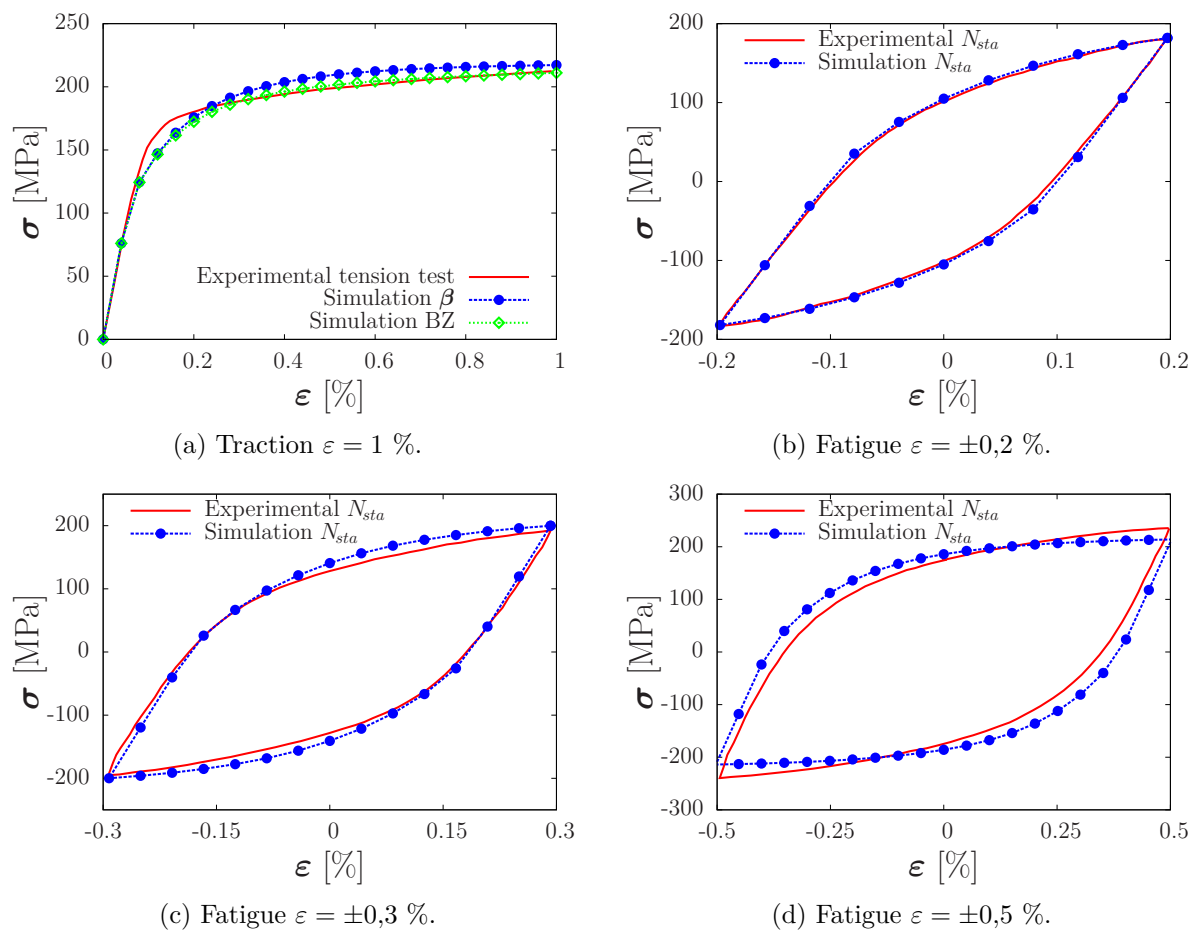 250
200
150
100
50
0
σ [MPa]
Experimental tension test
Simulation β
Simulation BZ
0 0.2 0.4 0.6 0.8 1
ε [%]
(a) Traction ε = 1 %.
200
100
0
-100
-200
σ [MPa]
Experimental N_sta
Simulation N_sta
-0.2 -0.1 0 0.1 0.2
ε [%]
(b) Fatigue ε = ±0,2 %.
200
100
0
-100
-200
σ [MPa]
Experimental N_sta
Simulation N_sta
-0.3 -0.15 0 0.15 0.3
ε [%]
(c) Fatigue ε = ±0,3 %.
300
200
100
0
-100
-200
-300
σ [MPa]
Experimental N_sta
Simulation N_sta
-0.5 -0.25 0 0.25 0.5
ε [%]
(d) Fatigue ε = ±0,5 %.